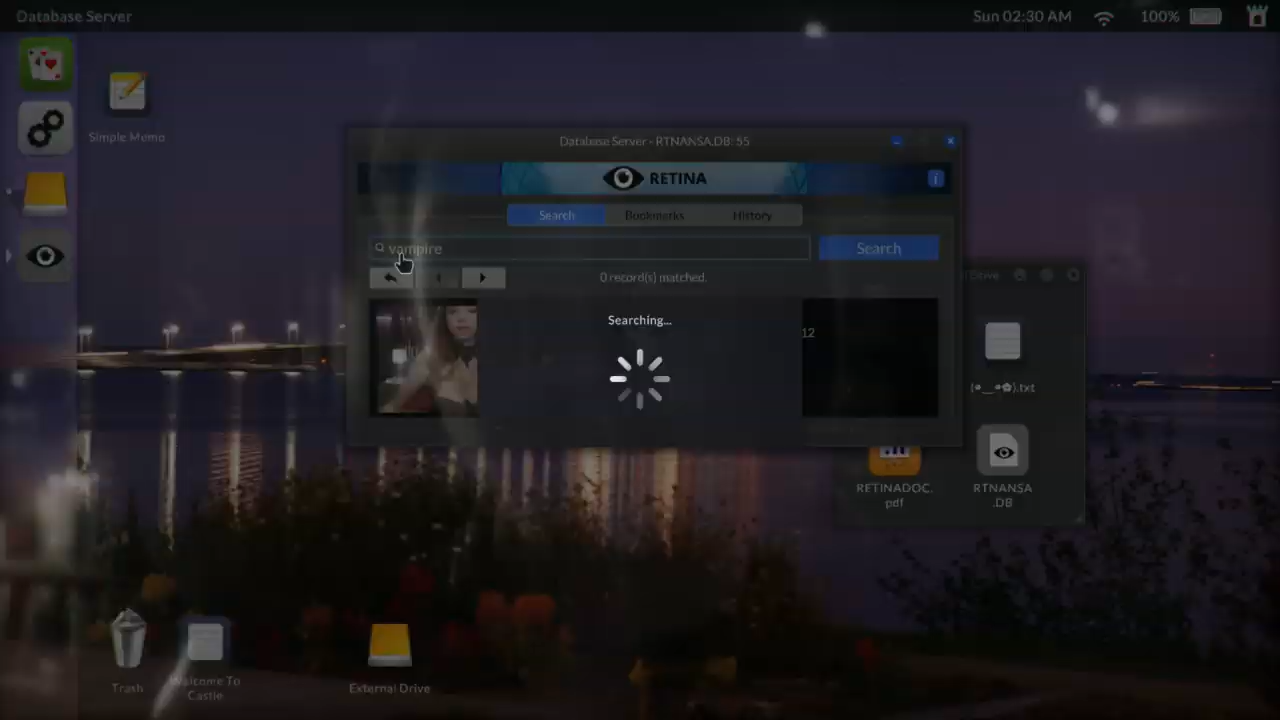 Database Server
Sun 02:30 AM
100%
Simple Memo
Database Server - RTNANSA.DB: 55
RETINA
i
Search
Bookmarks
History
vampire
Search
0 record(s) matched.
Searching...
12
(•‿•✿).txt
RETINADOC.
pdf
RTNANSA
.DB
Trash
Welcome To
Castle
External Drive